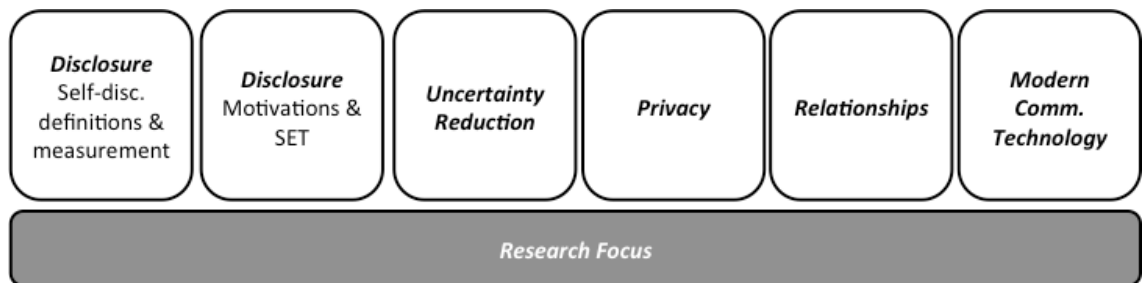 Disclosure
Self-disc.
definitions &
measurement
Disclosure
Motivations &
SET
Uncertainty
Reduction
Privacy
Relationships
Modern
Comm.
Technology
Research Focus